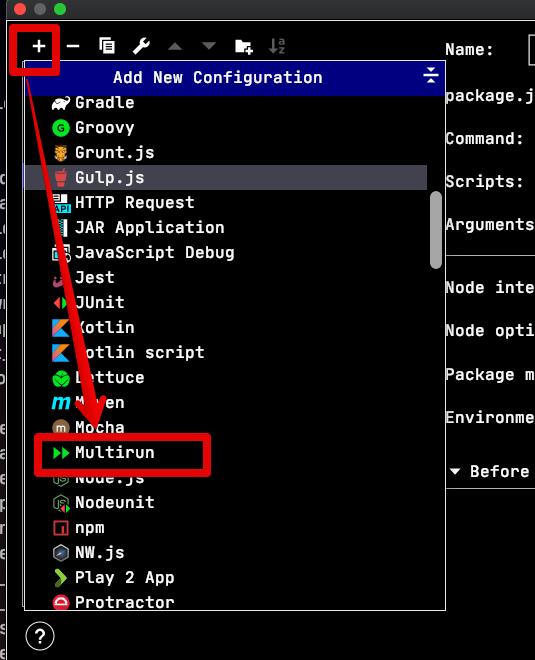 Name:
Add New Configuration
Gradle
package.j
Groovy
Grunt.js
Command:
Gulp.js
Scripts:
HTTP Request
API
JAR Application
Arguments
JavaScript Debug
Jest
Node inte
JUnit
Kotlin
Node opti
Kotlin script
Lettuce
Package m
Maven
Environme
Mocha
Multirun
Before
Node.js
Nodeunit
npm
NW.js
Play 2 App
Protractor
?